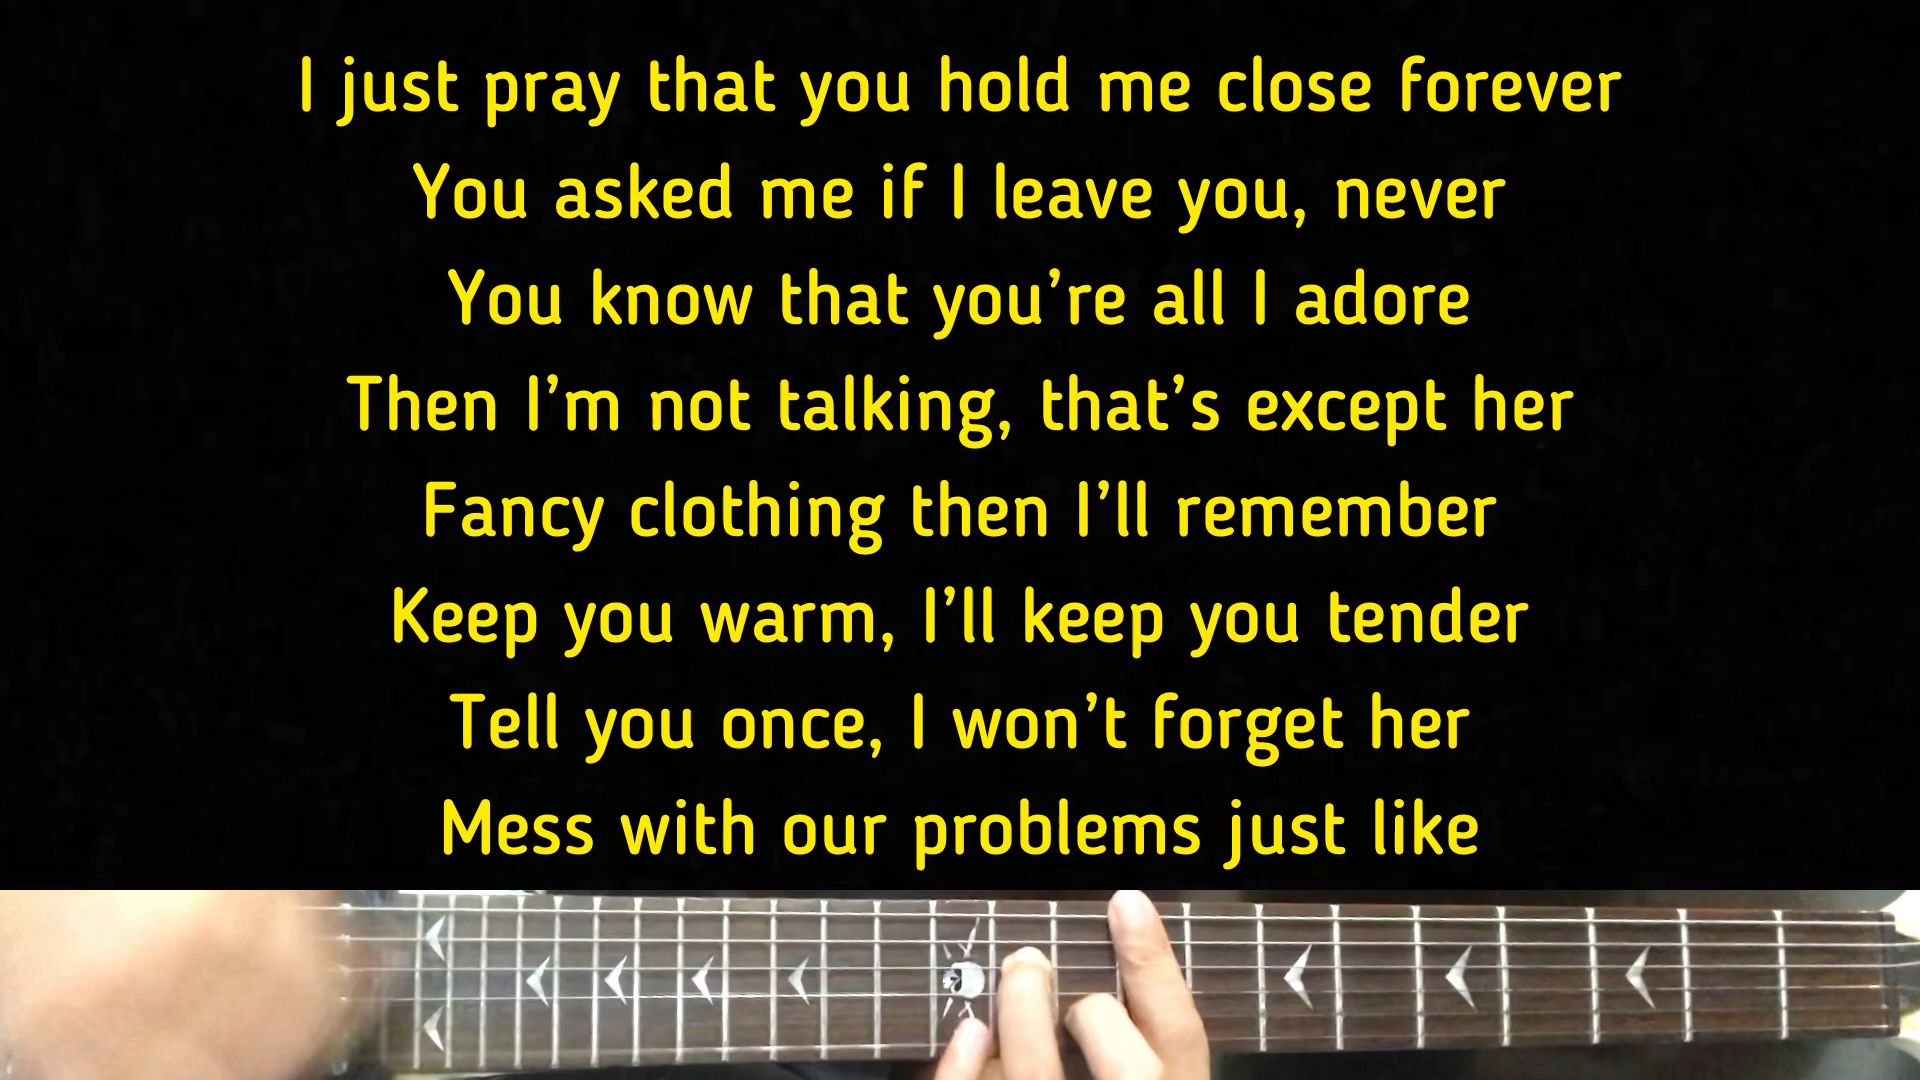 I just pray that you hold me close forever
You asked me if I leave you, never
You know that you’re all I adore
Then I’m not talking, that’s except her
Fancy clothing then I’ll remember
Keep you warm, I’ll keep you tender
Tell you once, I won’t forget her
Mess with our problems just like